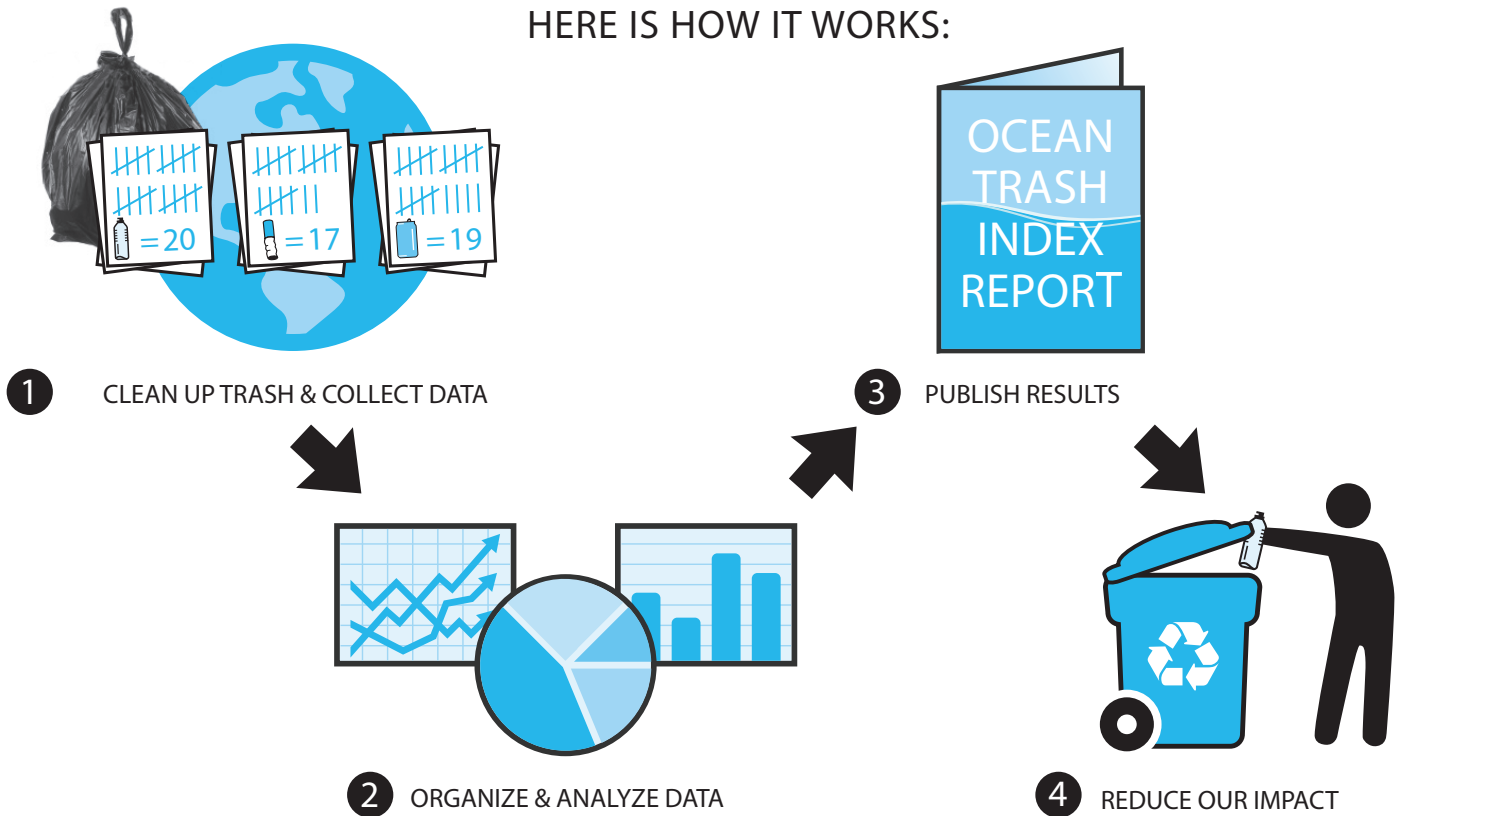 HERE IS HOW IT WORKS:
= 20
= 17
= 19
1 CLEAN UP TRASH & COLLECT DATA
2 ORGANIZE & ANALYZE DATA
OCEAN
TRASH
INDEX
REPORT
3 PUBLISH RESULTS
4 REDUCE OUR IMPACT